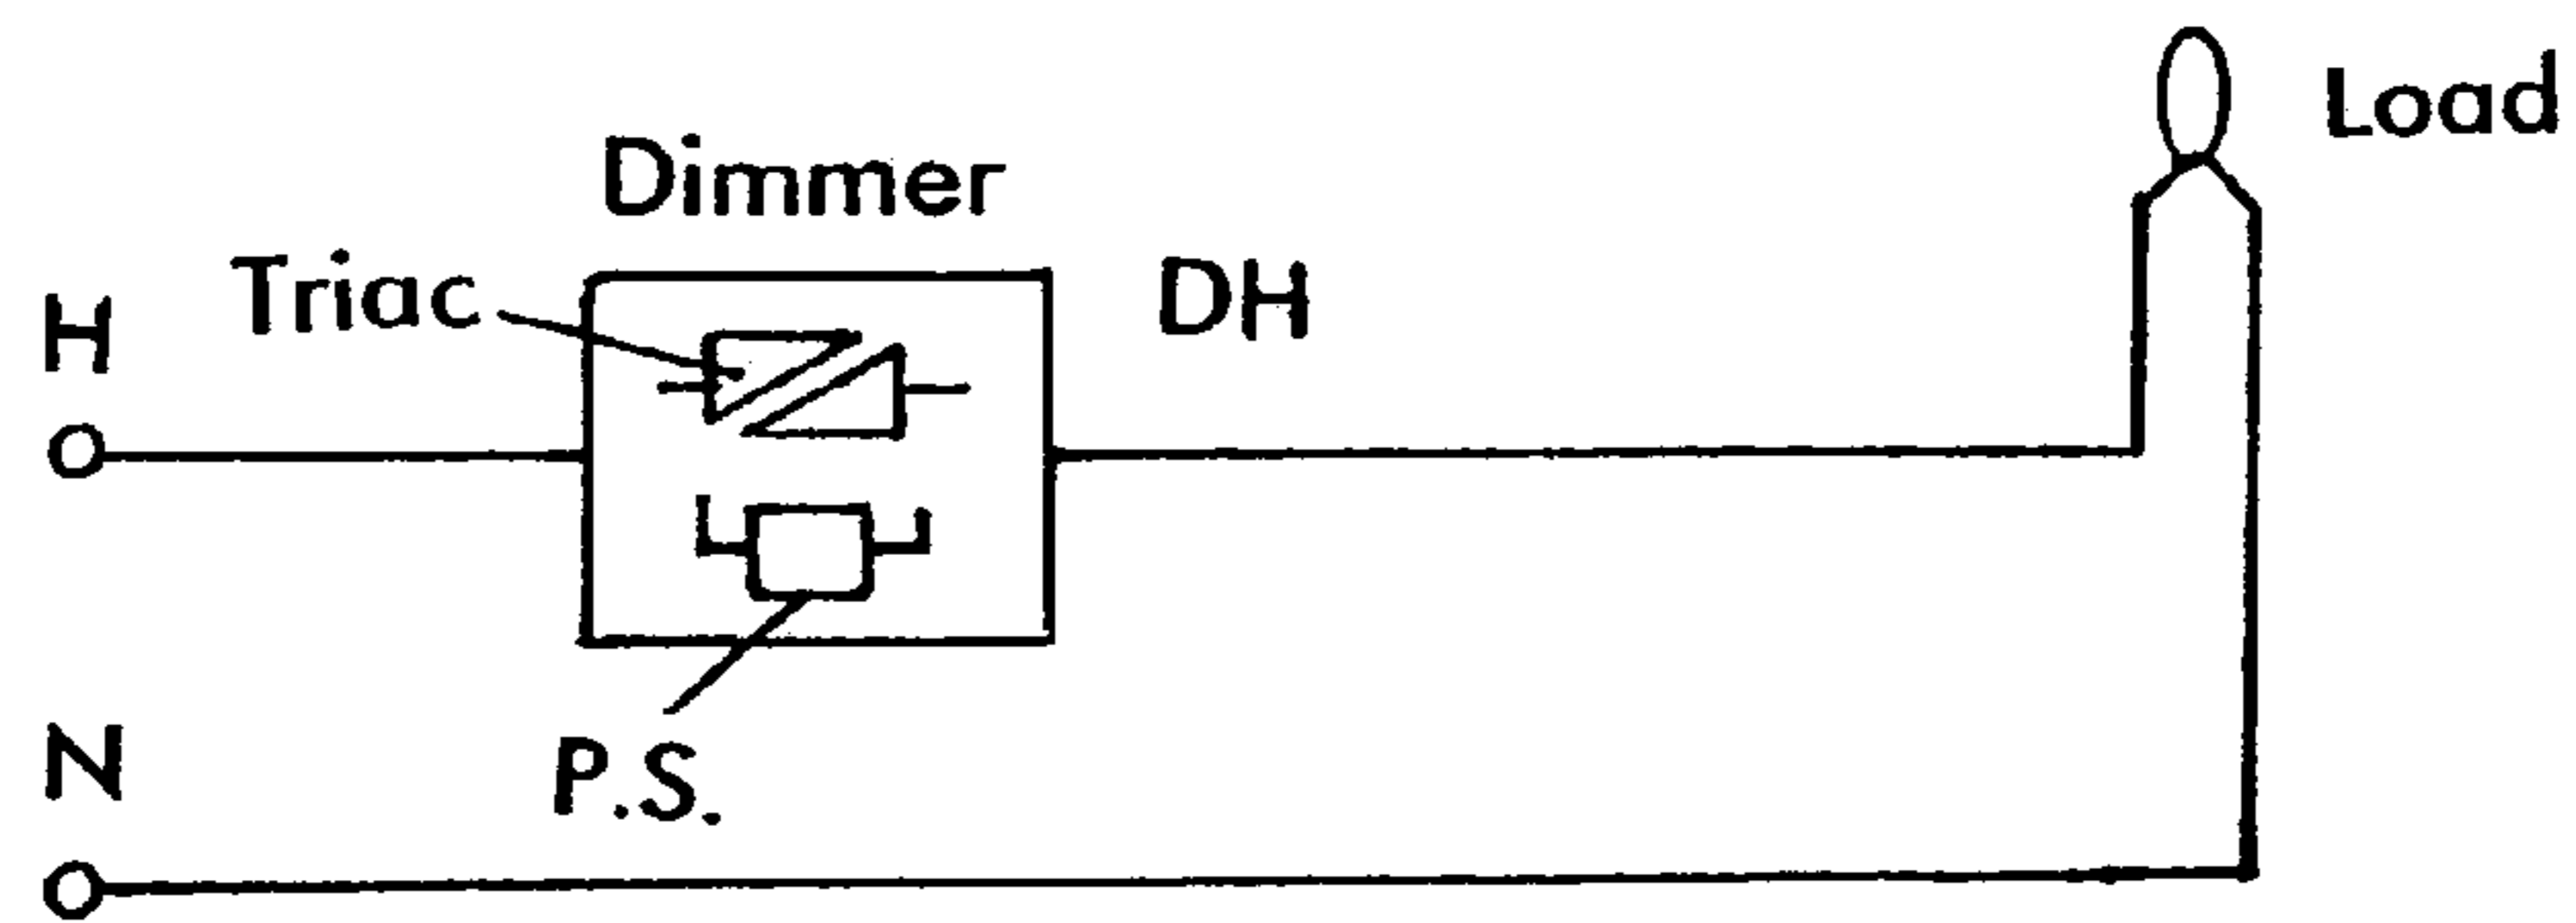 Load
Dimmer
Triac
DH
H
P.S.
N